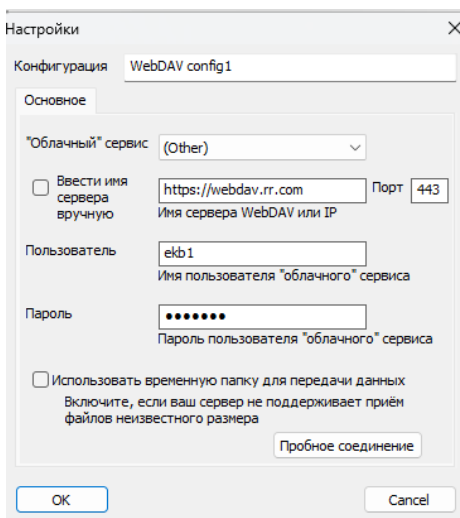 Настройки
Конфигурация WebDAV config1
Основное
"Облачный" сервис (Other)
Ввести имя сервера вручную https://webdav.rr.com Порт 443
Имя сервера WebDAV или IP
Пользователь ekb1
Имя пользователя "облачного" сервиса
Пароль •••••••
Пароль пользователя "облачного" сервиса
Использовать временную папку для передачи данных
Включите, если ваш сервер не поддерживает приём
файлов неизвестного размера
Пробное соединение
OK Cancel